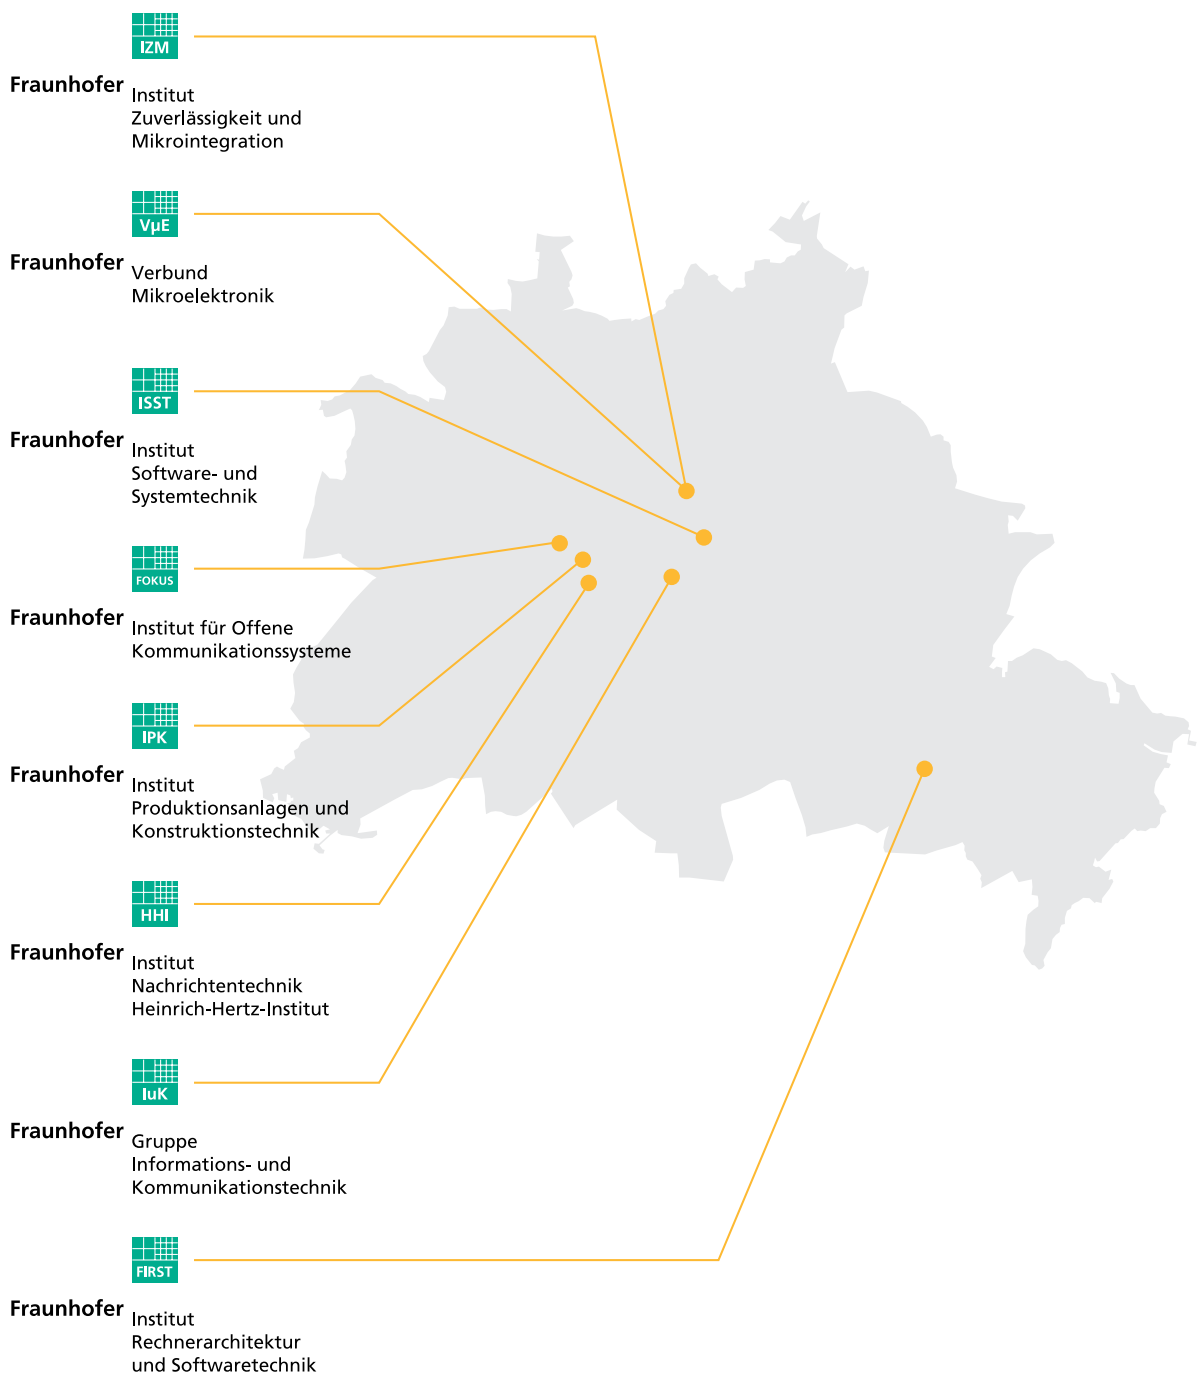 IZM
Fraunhofer
Institut
Zuverlässigkeit und
Mikrointegration
VµE
Fraunhofer
Verbund
Mikroelektronik
ISST
Fraunhofer
Institut
Software- und
Systemtechnik
FOKUS
Fraunhofer
Institut für Offene
Kommunikationssysteme
IPK
Fraunhofer
Institut
Produktionsanlagen und
Konstruktionstechnik
HHI
Fraunhofer
Institut
Nachrichtentechnik
Heinrich-Hertz-Institut
IuK
Fraunhofer
Gruppe
Informations- und
Kommunikationstechnik
FIRST
Fraunhofer
Institut
Rechnerarchitektur
und Softwaretechnik